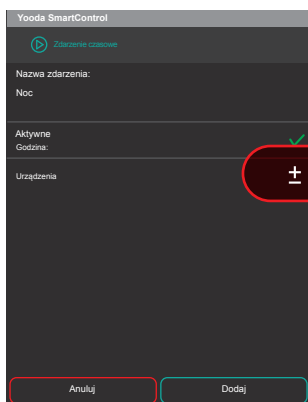 Yooda SmartControl
Zdarzenie czasowe
Nazwa zdarzenia:
Noc
Aktywne
Godzina:
Urządzenia
±
Anuluj
Dodaj